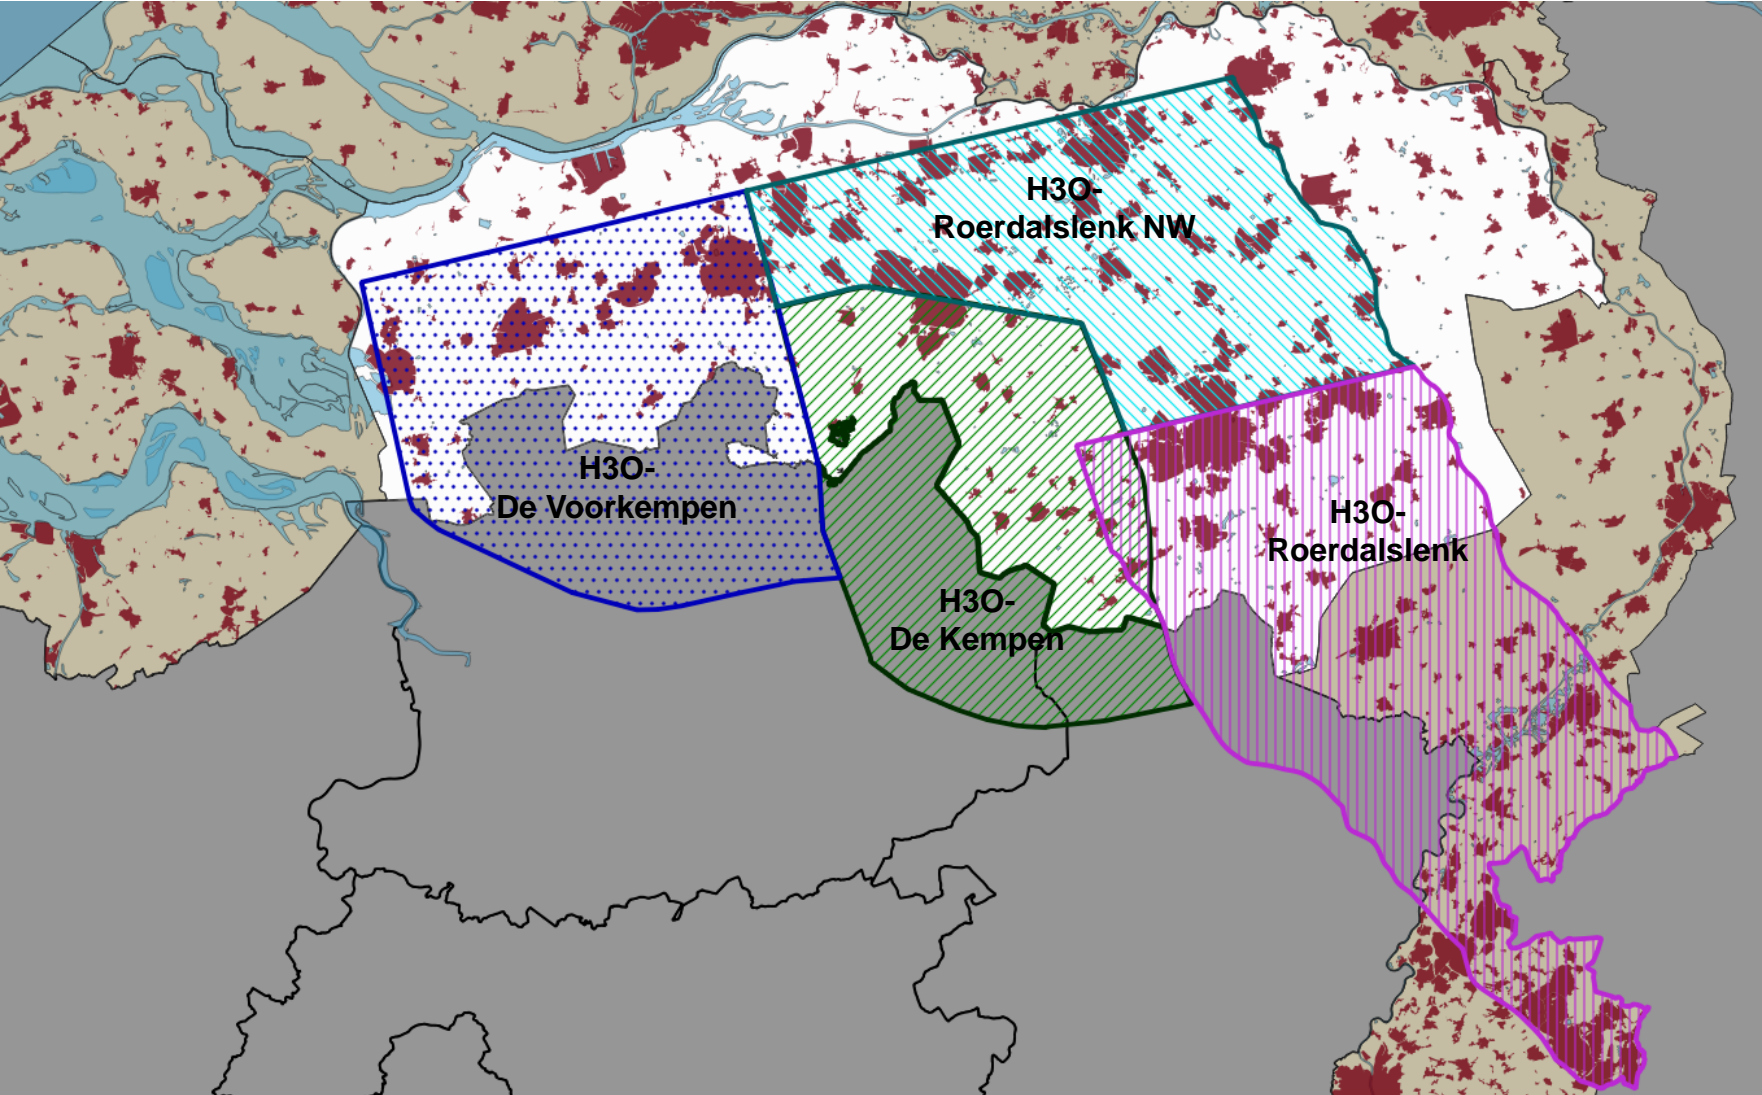 H3O-
Roerdalslenk NW
H3O-
De Voorkempen
H3O-
Roerdalslenk
H3O-
De Kempen